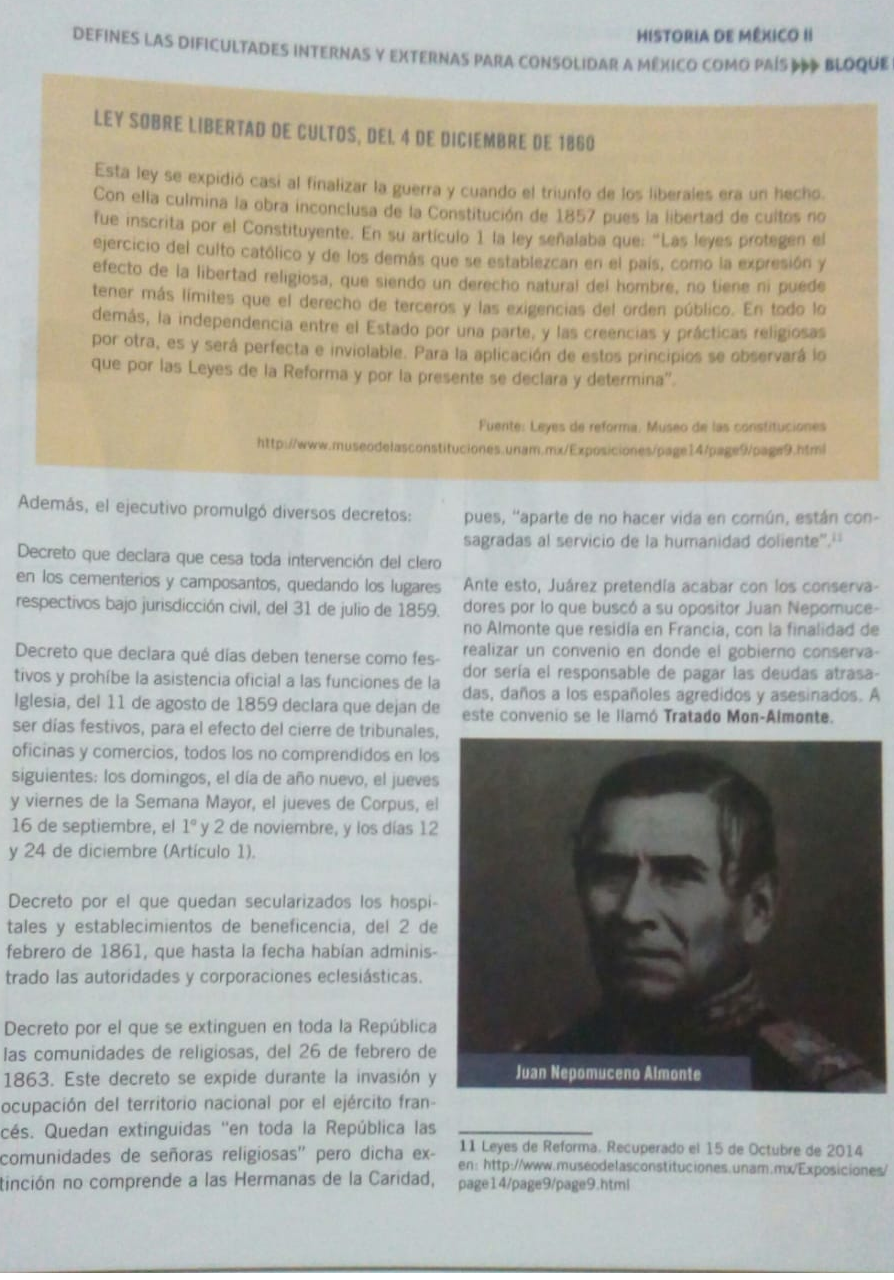 HISTORIA DE MÉXICO II
DEFINES LAS DIFICULTADES INTERNAS Y EXTERNAS PARA CONSOLIDAR A MÉXICO COMO PAÍS BLOQUE
LEY SOBRE LIBERTAD DE CULTOS, DEL 4 DE DICIEMBRE DE 1860
Esta ley se expidió casi al finalizar la guerra y cuando el triunfo de los liberales era un hecho.
Con ella culmina la obra inconclusa de la Constitución de 1857 pues la libertad de cultos no
fue inscrita por el Constituyente. En su artículo 1 la ley señalaba que: "Las leyes protegen el
ejercicio del culto católico y de los demás que se establezcan en el país, como la expresión y
efecto de la libertad religiosa, que siendo un derecho natural del hombre, no tiene ni puede
tener más límites que el derecho de terceros y las exigencias del orden público. En todo lo
demás, la independencia entre el Estado por una parte, y las creencias y prácticas religiosas
por otra, es y será perfecta e inviolable. Para la aplicación de estos principios se observará lo
que por las Leyes de la Reforma y por la presente se declara y determina".
Fuente: Leyes de reforma. Museo de las constituciones
http://www.museodelasconstituciones.unam.mx/Exposiciones/page14/page9/page9.html
Además, el ejecutivo promulgó diversos decretos:
Decreto que declara que cesa toda intervención del clero
en los cementerios y camposantos, quedando los lugares
respectivos bajo jurisdicción civil, del 31 de julio de 1859.
Decreto que declara qué días deben tenerse como fes-
tivos y prohíbe la asistencia oficial a las funciones de la
Iglesia, del 11 de agosto de 1859 declara que dejan de
ser días festivos, para el efecto del cierre de tribunales,
oficinas y comercios, todos los no comprendidos en los
siguientes: los domingos, el día de año nuevo, el jueves
y viernes de la Semana Mayor, el jueves de Corpus, el
16 de septiembre, el 1º y 2 de noviembre, y los días 12
y 24 de diciembre (Artículo 1).
Decreto por el que quedan secularizados los hospi-
tales y establecimientos de beneficencia, del 2 de
febrero de 1861, que hasta la fecha habían adminis-
trado las autoridades y corporaciones eclesiásticas.
Decreto por el que se extinguen en toda la República
las comunidades de religiosas, del 26 de febrero de
1863. Este decreto se expide durante la invasión y
ocupación del territorio nacional por el ejército fran-
cés. Quedan extinguidas "en toda la República las
comunidades de señoras religiosas" pero dicha ex-
tinción no comprende a las Hermanas de la Caridad,
pues, "aparte de no hacer vida en común, están con-
sagradas al servicio de la humanidad doliente".11
Ante esto, Juárez pretendía acabar con los conserva-
dores por lo que buscó a su opositor Juan Nepomuce-
no Almonte que residía en Francia, con la finalidad de
realizar un convenio en donde el gobierno conserva-
dor sería el responsable de pagar las deudas atrasa-
das, daños a los españoles agredidos y asesinados. A
este convenio se le llamó Tratado Mon-Almonte.
Juan Nepomuceno Almonte
11 Leyes de Reforma. Recuperado el 15 de Octubre de 2014
en: http://www.museodelasconstituciones.unam.mx/Exposiciones/
page14/page9/page9.html